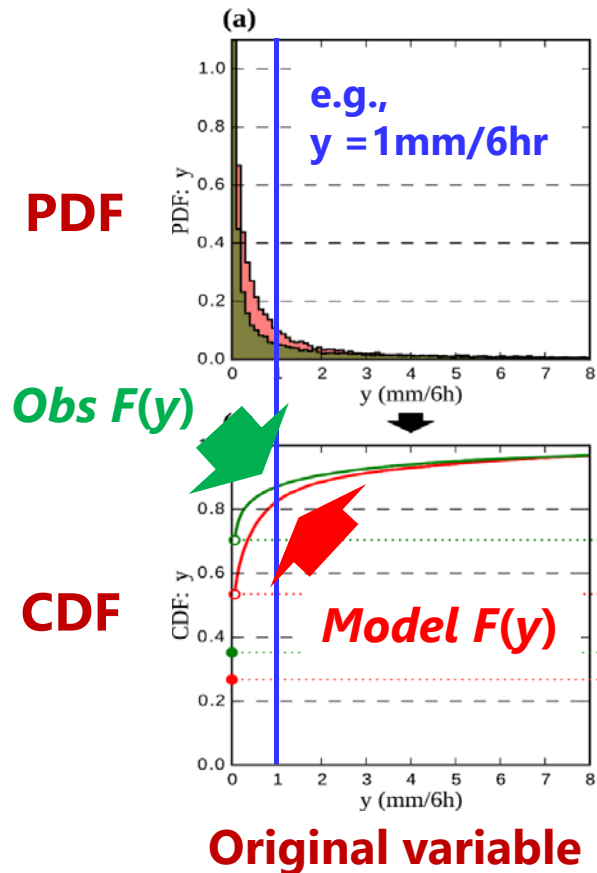 (a)
PDF
PDF: y
1.0
0.8
0.6
0.4
0.2
0.0
e.g.,
y =1mm/6hr
0 1 2 3 4 5 6 7 8
y (mm/6h)
Obs F(y)
CDF
CDF: y
0.8
0.6
0.4
0.2
0.0
Model F(y)
0 1 2 3 4 5 6 7 8
y (mm/6h)
Original variable